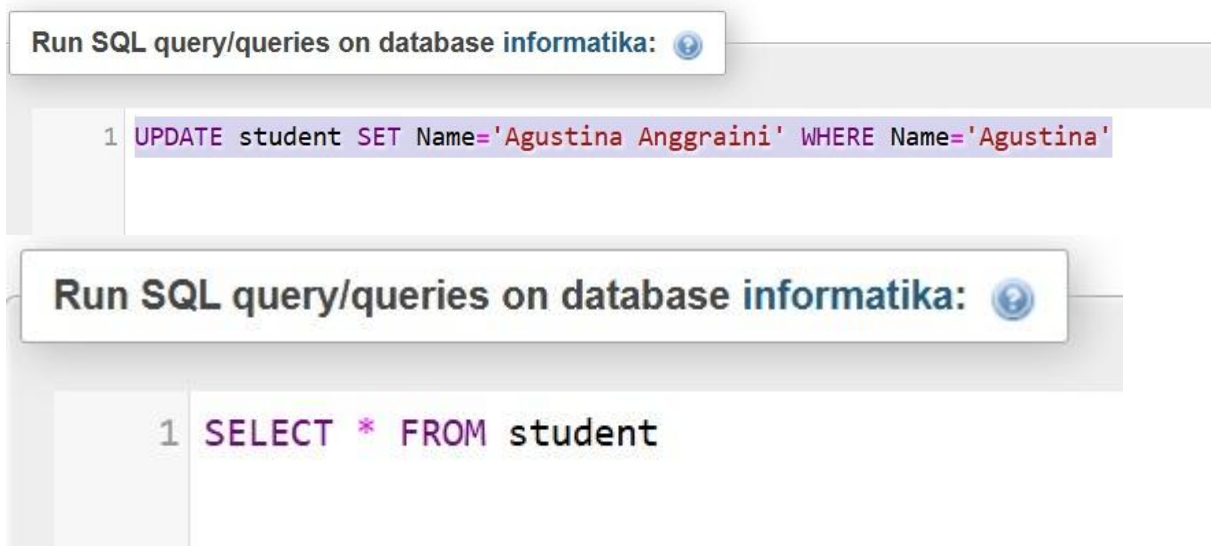 Run SQL query/queries on database informatika:
1 UPDATE student SET Name='Agustina Anggraini' WHERE Name='Agustina'
Run SQL query/queries on database informatika:
1 SELECT * FROM student